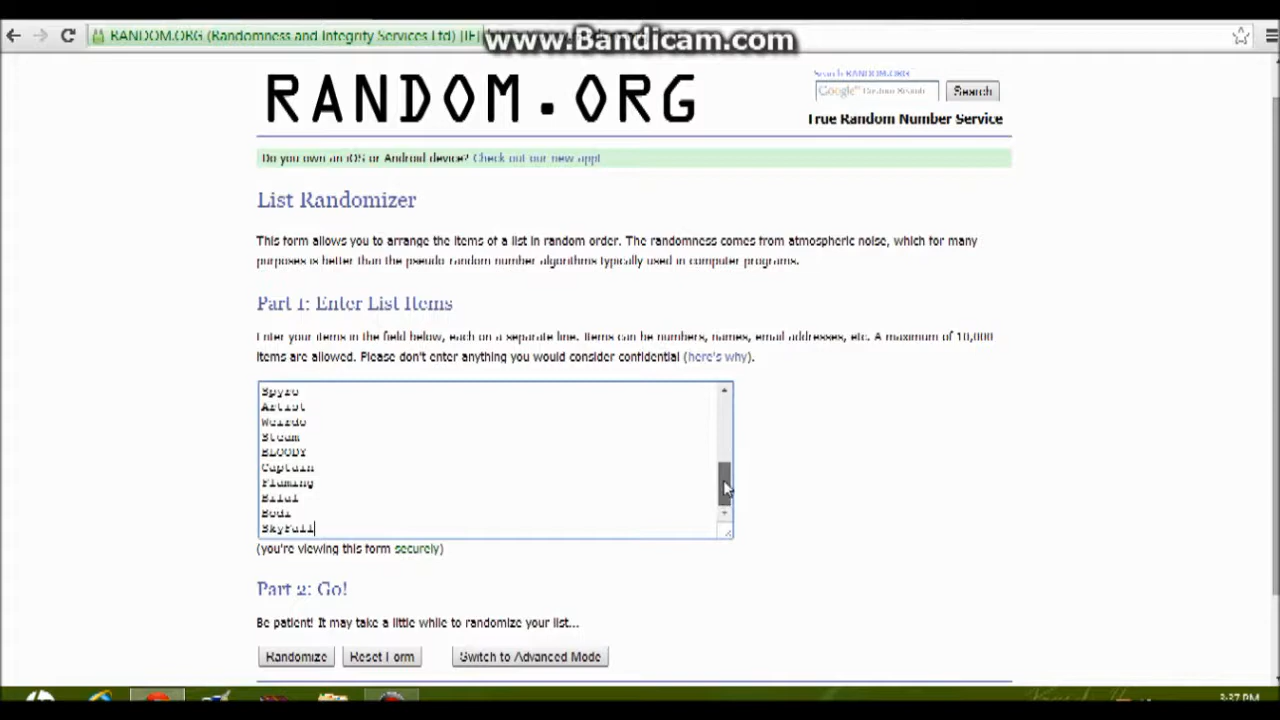 www.Bandicam.com
RANDOM.ORG (Randomness and Integrity Services Ltd) [IE]
Search RANDOM.ORG
RANDOM.ORG
Google Custom Search
Search
True Random Number Service
Do you own an iOS or Android device? Check out our new app!
List Randomizer
This form allows you to arrange the items of a list in random order. The randomness comes from atmospheric noise, which for many
purposes is better than the pseudo-random number algorithms typically used in computer programs.
Part 1: Enter List Items
Enter your items in the field below, each on a separate line. Items can be numbers, names, email addresses, etc. A maximum of 10,000
items are allowed. Please don't enter anything you would consider confidential (here's why).
Spyro
Artist
Weirdo
Steam
BLOODY
Captain
Flaming
Bilal
Bodi
SkyFall
(you're viewing this form securely)
Part 2: Go!
Be patient! It may take a little while to randomize your list...
Randomize
Reset Form
Switch to Advanced Mode
3:37 PM